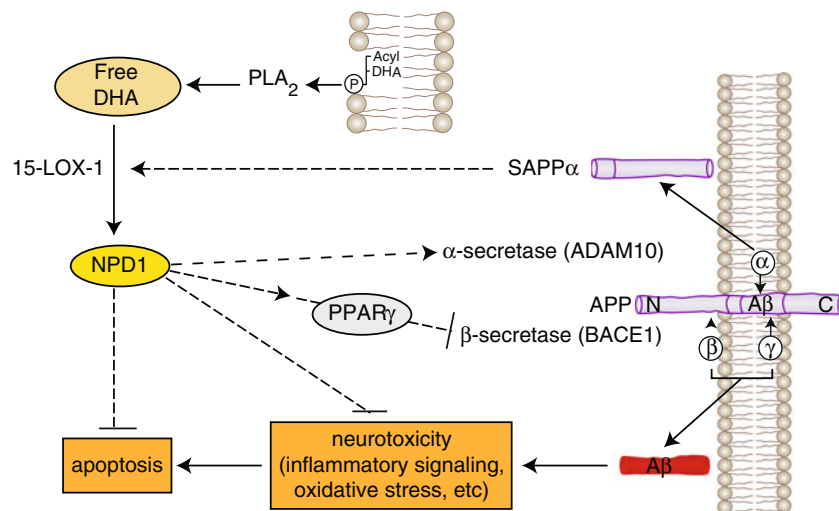 Free
DHA
PLA2
P
Acyl
DHA
15-LOX-1
SAPPα
NPD1
α-secretase (ADAM10)
α
APP
N
Aβ
C
PPARγ
β-secretase (BACE1)
β
γ
apoptosis
neurotoxicity
(inflammatory signaling,
oxidative stress, etc)
Aβ